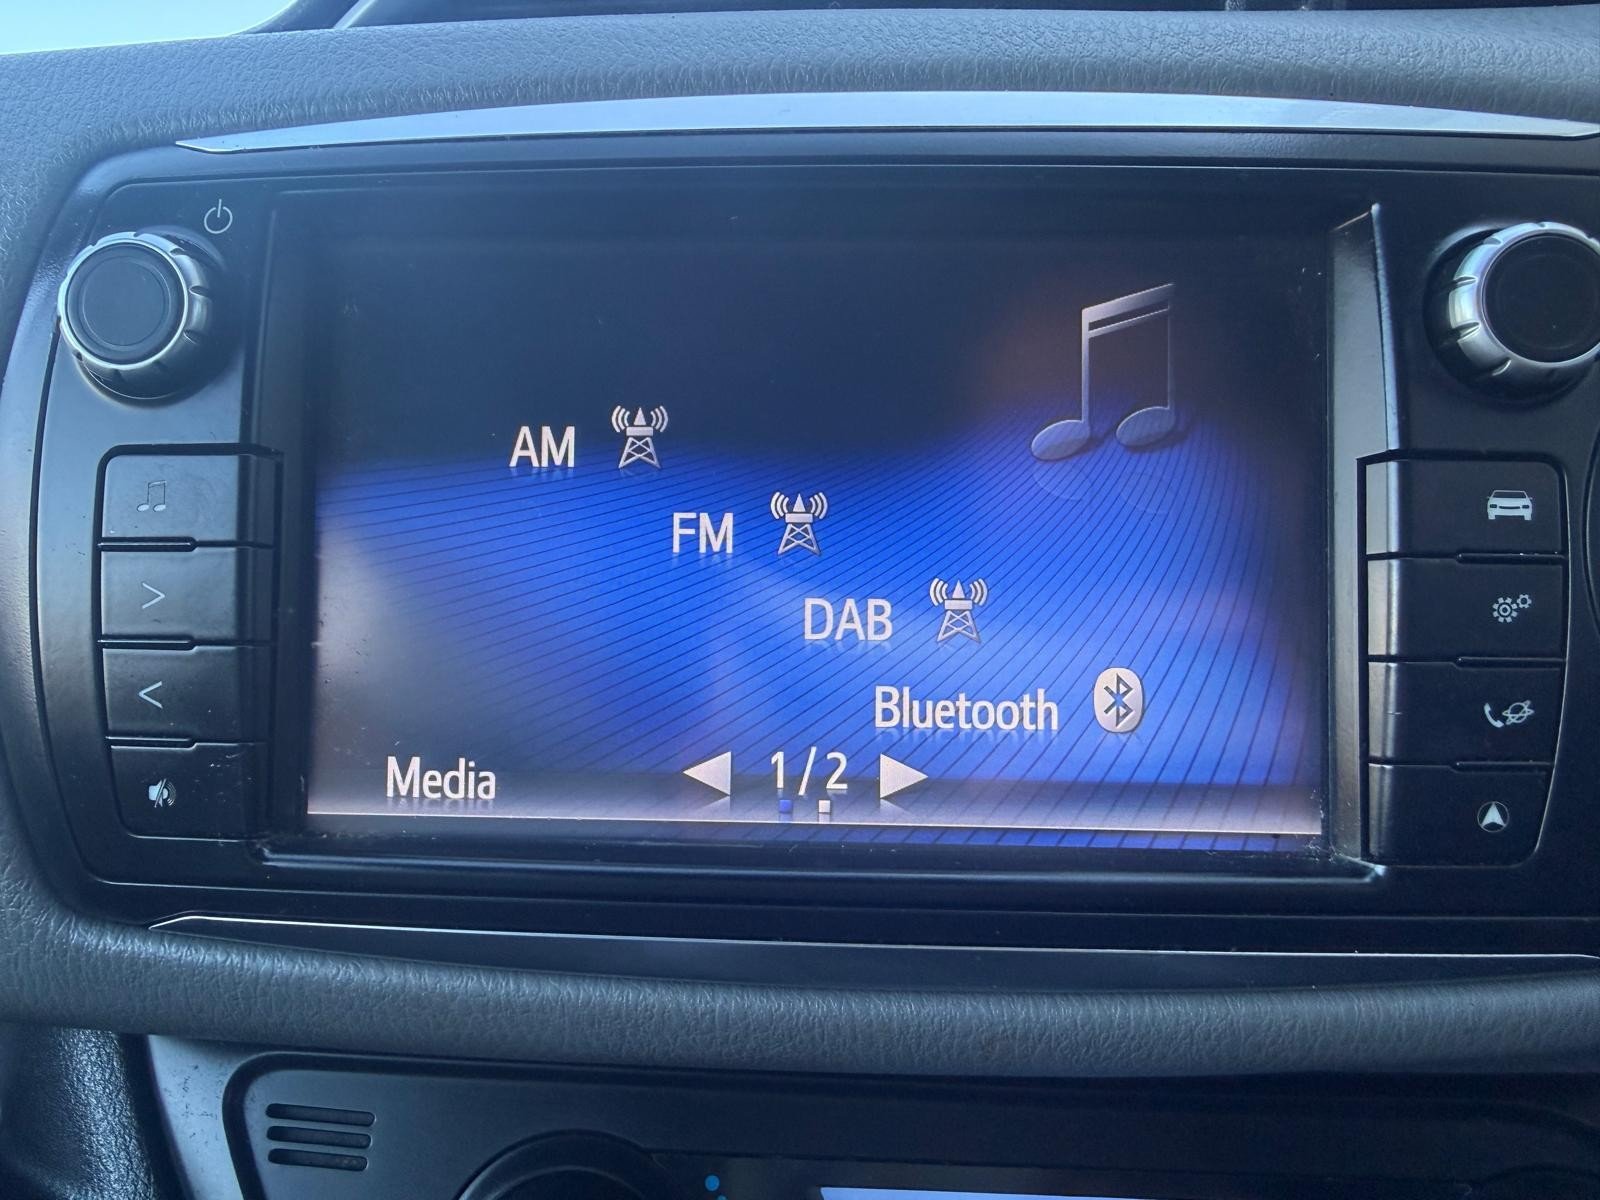 AM
FM
DAB
Bluetooth
Media
1/2